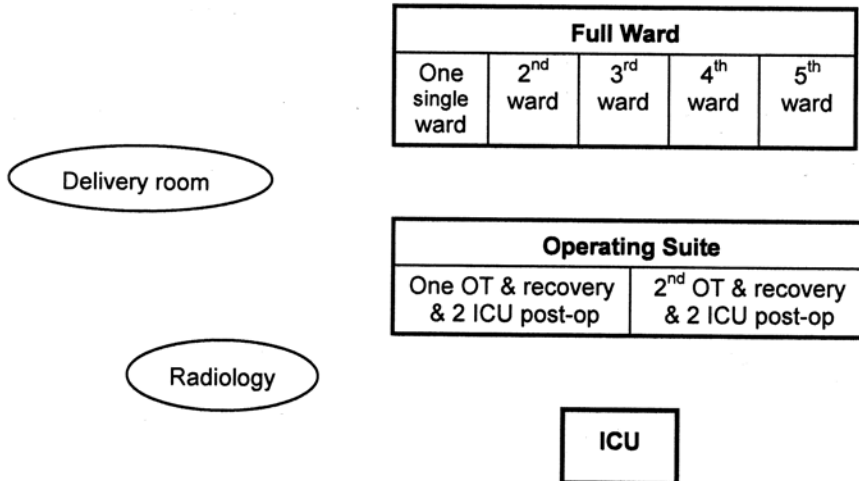 Full Ward
One single ward
2nd ward
3rd ward
4th ward
5th ward
Delivery room
Operating Suite
One OT & recovery
& 2 ICU post-op
2nd OT & recovery
& 2 ICU post-op
Radiology
ICU